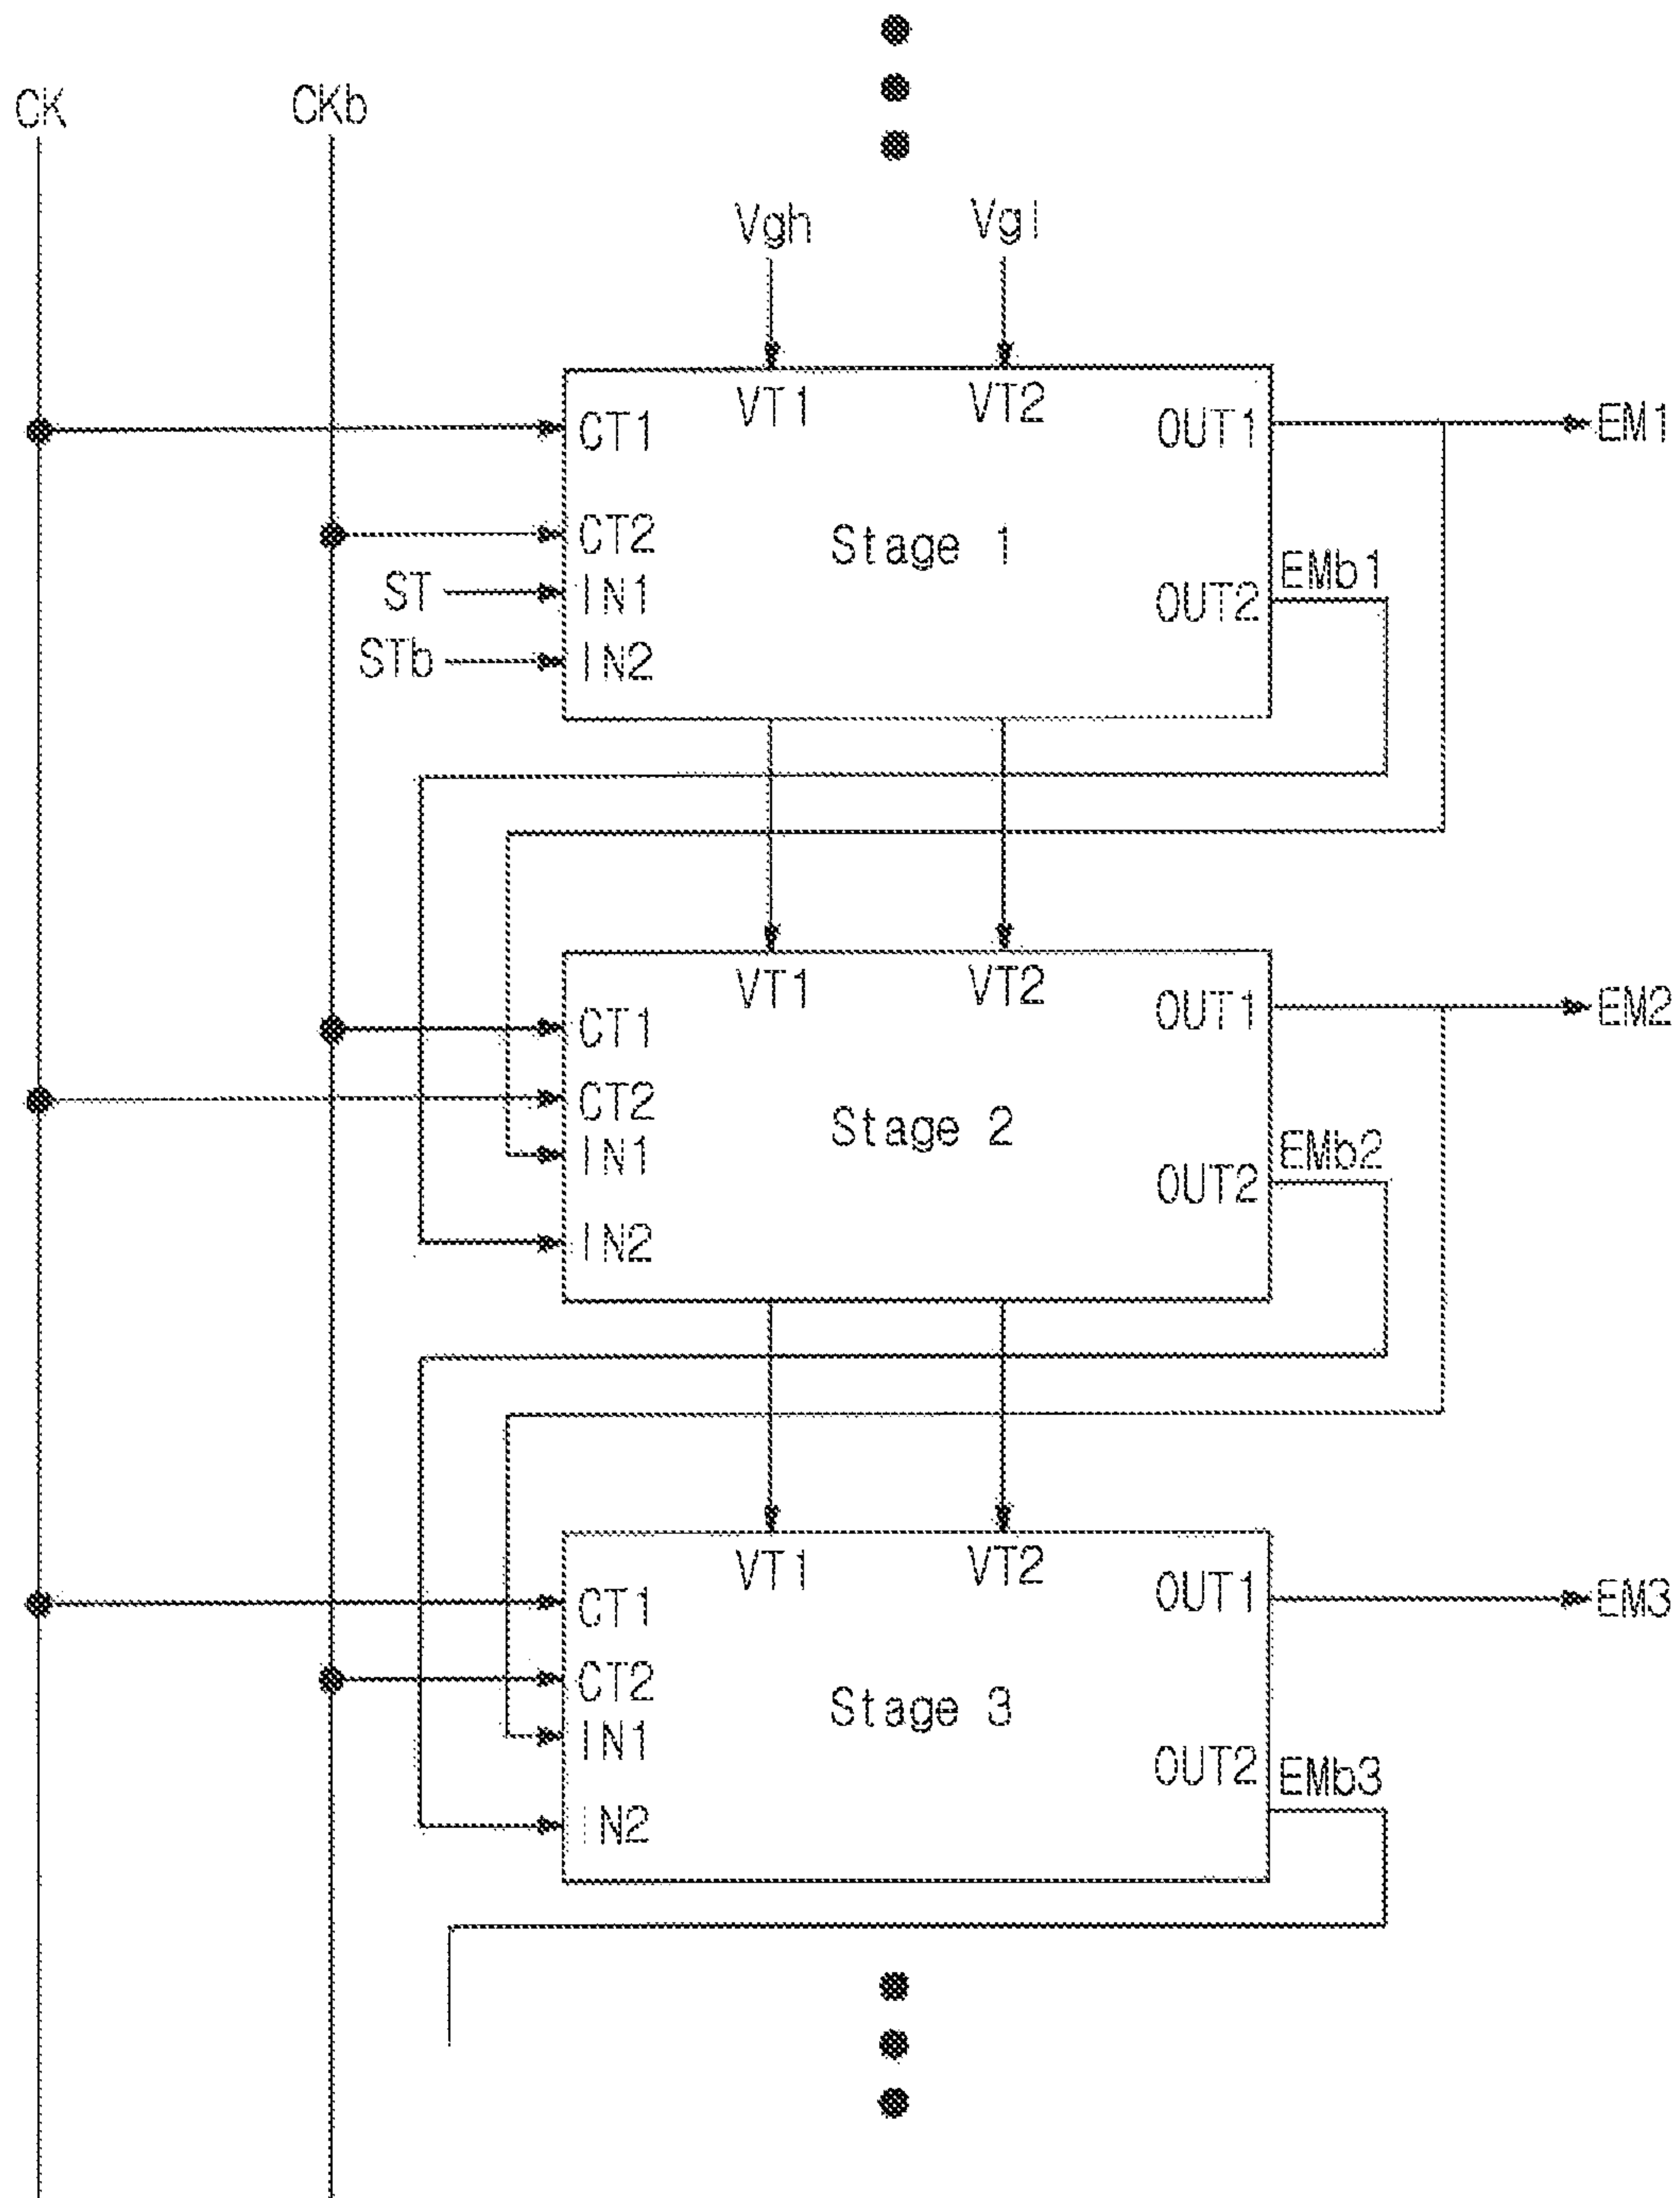 CK CKb
Vgh Vgl
VT1 VT2
CT1 OUT1 EM1
CT2 Stage 1 EMb1
ST IN1 OUT2
STb IN2
VT1 VT2
CT1 OUT1 EM2
CT2 Stage 2
IN1 EMb2
OUT2
IN2
VT1 VT2
CT1 OUT1 EM3
CT2 Stage 3
IN1
OUT2 EMb3
IN2